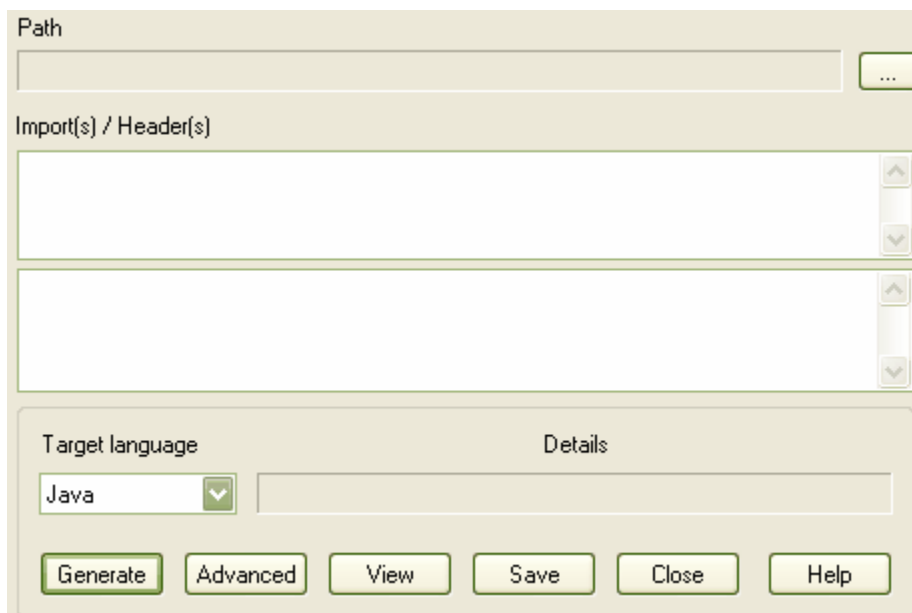 Path
...
Import(s) / Header(s)
Target language Details
Java
Generate Advanced View Save Close Help